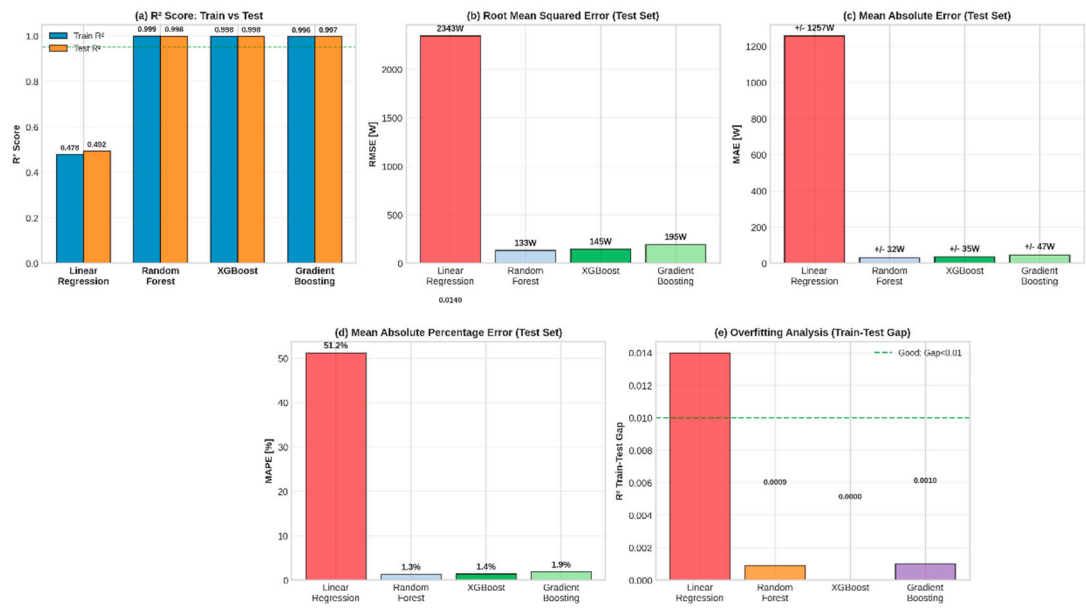 (a) R² Score: Train vs Test
Train R²
Test R²
0.478
0.492
0.999
0.998
0.998
0.998
0.996
0.997
R² Score
0.0
0.2
0.4
0.6
0.8
1.0
Linear
Regression
Random
Forest
XGBoost
Gradient
Boosting
(b) Root Mean Squared Error (Test Set)
2343W
133W
145W
195W
RMSE [W]
0
500
1000
1500
2000
Linear
Regression
Random
Forest
XGBoost
Gradient
Boosting
0.0140
(c) Mean Absolute Error (Test Set)
+/- 1257W
+/- 32W
+/- 35W
+/- 47W
MAE [W]
0
200
400
600
800
1000
1200
Linear
Regression
Random
Forest
XGBoost
Gradient
Boosting
(d) Mean Absolute Percentage Error (Test Set)
51.2%
1.3%
1.4%
1.9%
MAPE [%]
0
10
20
30
40
50
Linear
Regression
Random
Forest
XGBoost
Gradient
Boosting
(e) Overfitting Analysis (Train-Test Gap)
Good: Gap<0.01
0.0009
0.0000
0.0010
R² Train-Test Gap
0.000
0.002
0.004
0.006
0.008
0.010
0.012
0.014
Linear
Regression
Random
Forest
XGBoost
Gradient
Boosting